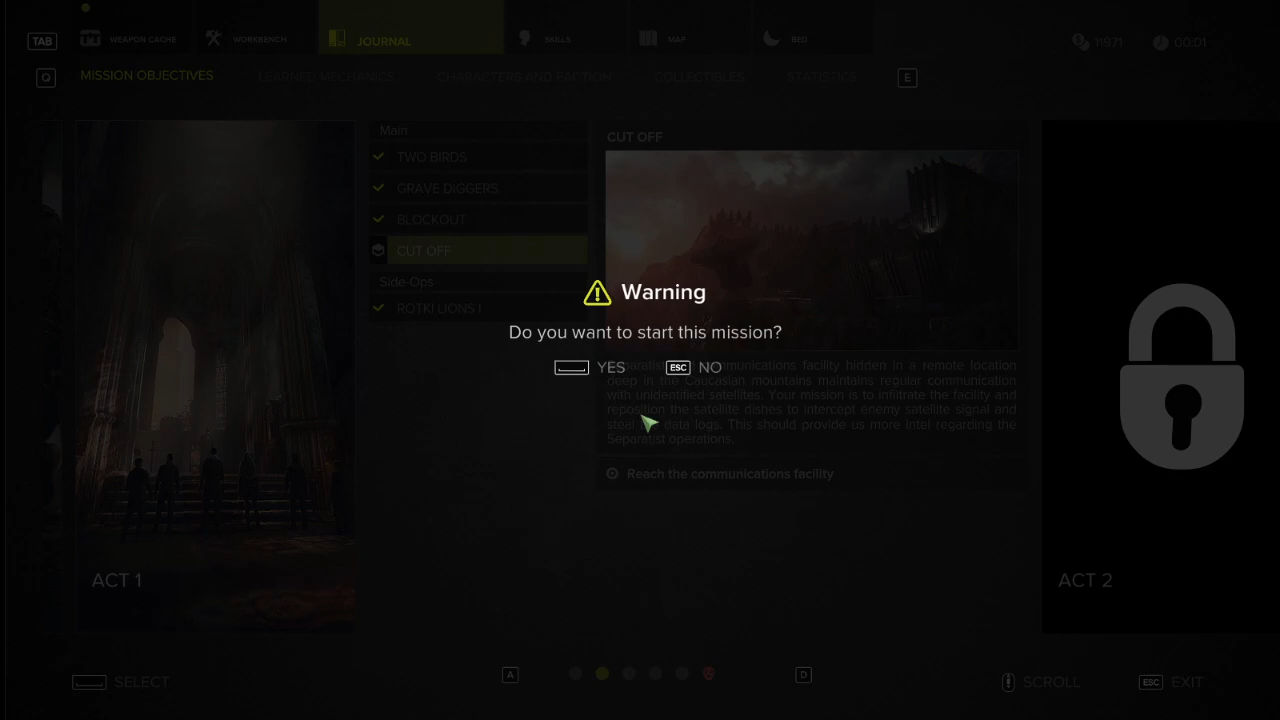 TAB WEAPON CACHE WORKBENCH JOURNAL SKILLS MAP BED 11971 00:01
Q MISSION OBJECTIVES LEARNED MECHANICS CHARACTERS AND FACTION COLLECTIBLES STATISTICS E
Main
TWO BIRDS
GRAVE DIGGERS
BLOCKOUT
CUT OFF
Side-Ops
ROTKI LIONS I
CUT OFF
Warning
Do you want to start this mission?
YES ESC NO
communications facility hidden in a remote location
deep in the Caucasian mountains maintains regular communication
with unidentified satellites. Your mission is to infiltrate the facility and
reposition the satellite dishes to intercept enemy satellite signal and
steal data logs. This should provide us more Intel regarding the
Separatist operations.
Reach the communications facility
ACT 1
ACT 2
SELECT A D SCROLL ESC EXIT